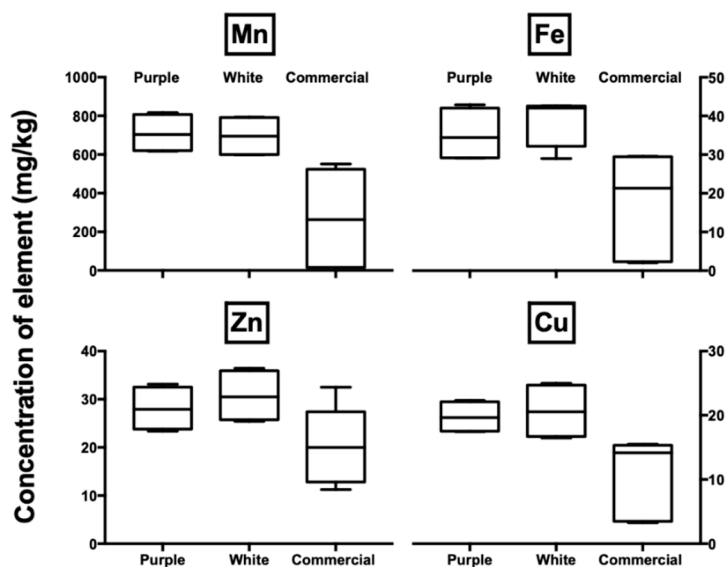 Mn
Fe
Concentration of element (mg/kg)
Purple White Commercial
Purple White Commercial
1000
800
600
400
200
0
50
40
30
20
10
0
Zn
Cu
40
30
20
10
0
30
20
10
0
Purple White Commercial
Purple White Commercial